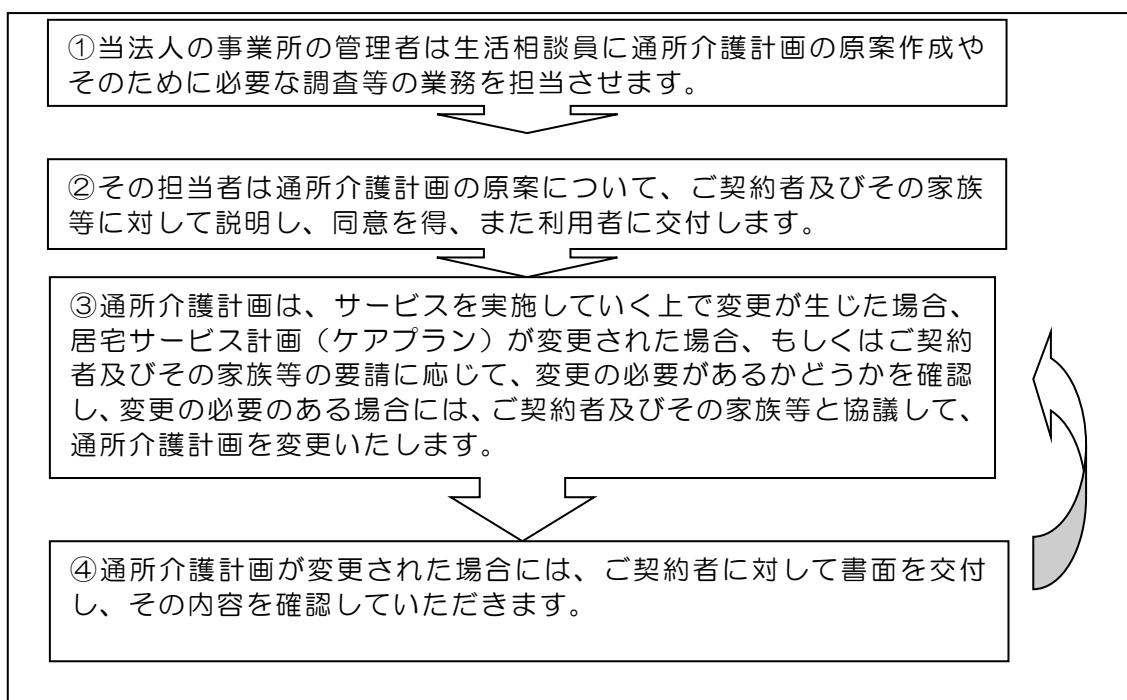 ①当法人の事業所の管理者は生活相談員に通所介護計画の原案作成や
そのために必要な調査等の業務を担当させます。
②その担当者は通所介護計画の原案について、ご契約者及びその家族
等に対して説明し、同意を得、また利用者に交付します。
③通所介護計画は、サービスを実施していく上で変更が生じた場合、
居宅サービス計画（ケアプラン）が変更された場合、もしくはご契約
者及びその家族等の要請に応じて、変更の必要があるかどうかを確認
し、変更の必要のある場合には、ご契約者及びその家族等と協議して、
通所介護計画を変更いたします。
④通所介護計画が変更された場合には、ご契約者に対して書面を交付
し、その内容を確認していただきます。